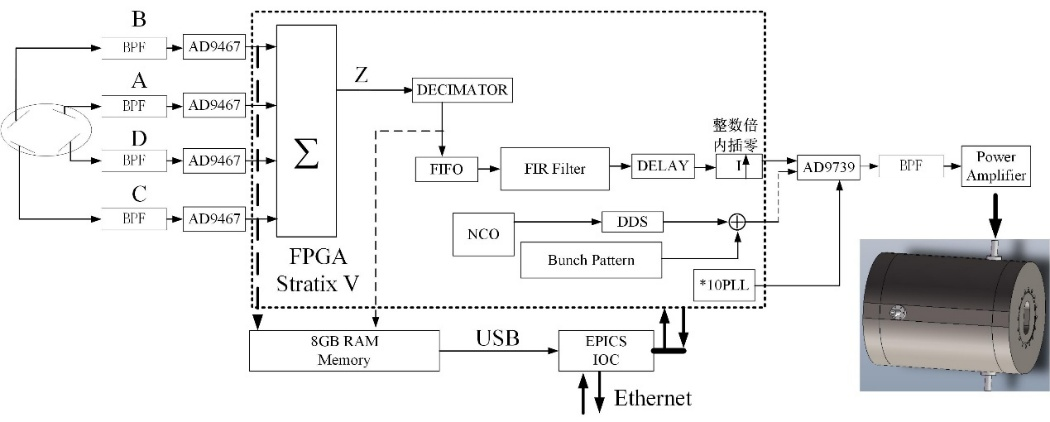 B
BPF
AD9467
A
BPF
AD9467
D
BPF
AD9467
C
BPF
AD9467
Σ
FPGA
Stratix V
Z
DECIMATOR
FIFO
FIR Filter
DELAY
整数倍
内插零
I
AD9739
BPF
Power
Amplifier
NCO
DDS
Bunch Pattern
*10PLL
8GB RAM
Memory
USB
EPICS
IOC
Ethernet